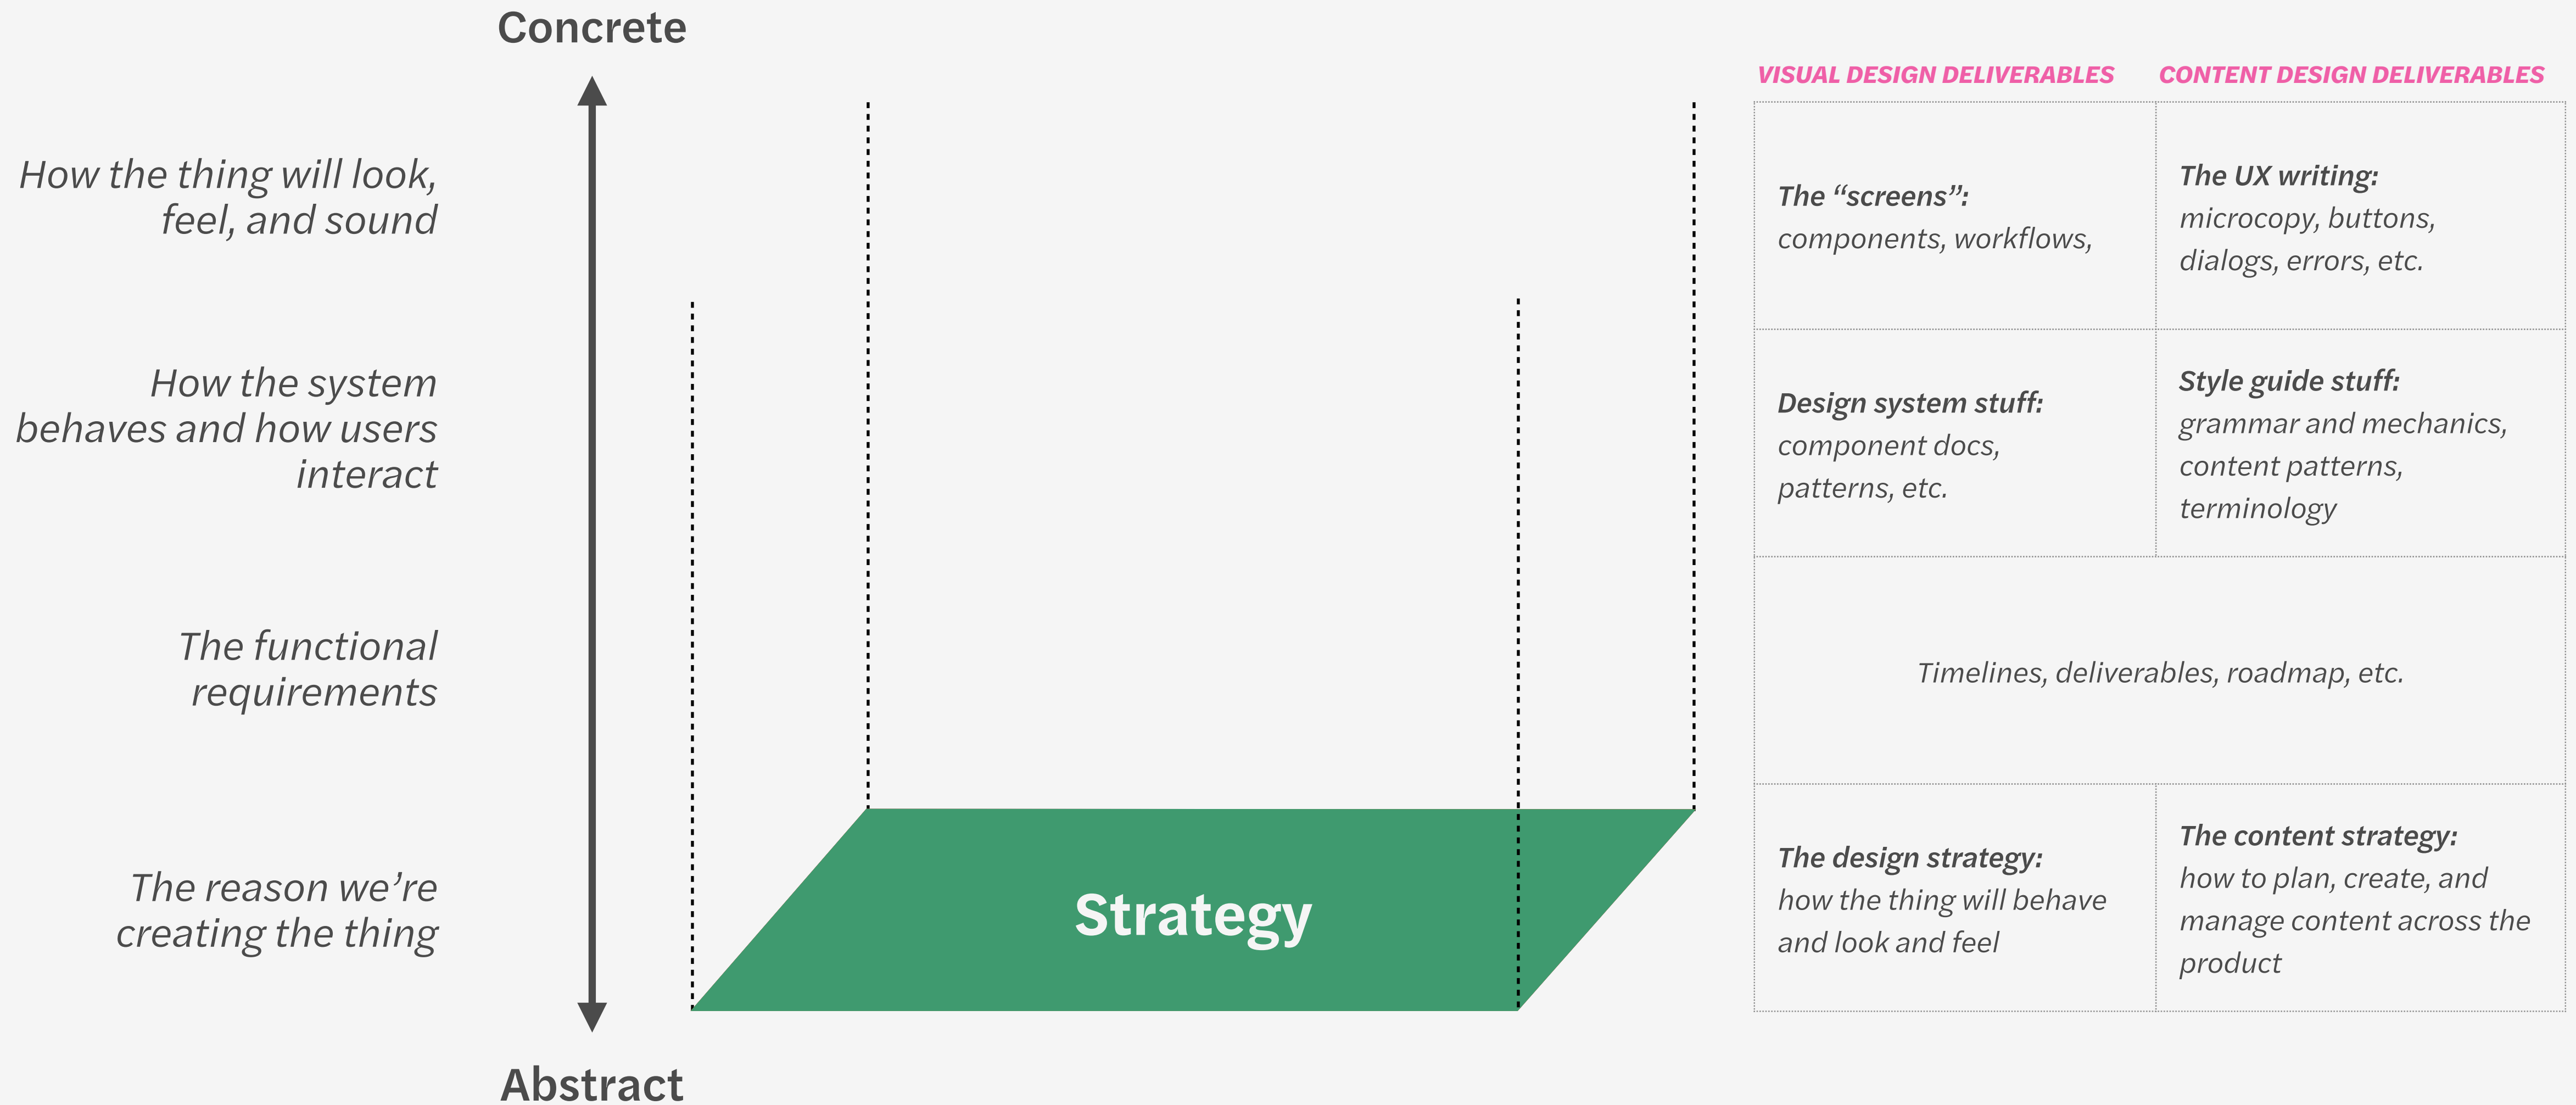 Concrete
How the thing will look,
feel, and sound
How the system
behaves and how users
interact
The functional
requirements
The reason we’re
creating the thing
Abstract
Strategy
VISUAL DESIGN DELIVERABLES
CONTENT DESIGN DELIVERABLES
The “screens”:
components, workflows,
The UX writing:
microcopy, buttons,
dialogs, errors, etc.
Design system stuff:
component docs,
patterns, etc.
Style guide stuff:
grammar and mechanics,
content patterns,
terminology
Timelines, deliverables, roadmap, etc.
The design strategy:
how the thing will behave
and look and feel
The content strategy:
how to plan, create, and
manage content across the
product